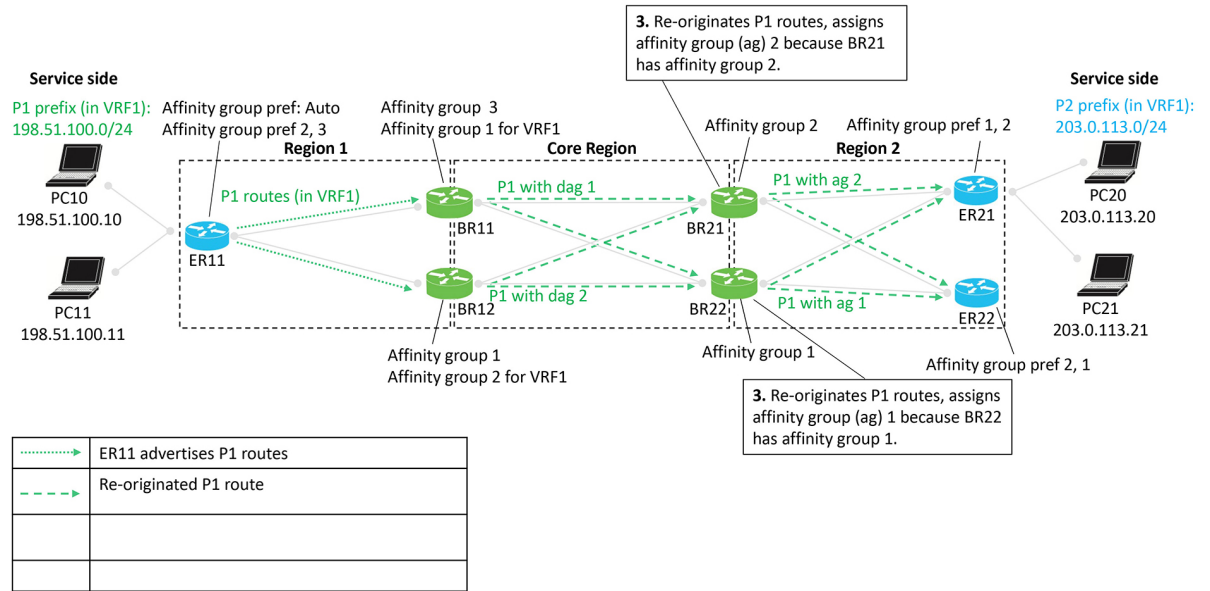 3. Re-originates P1 routes, assigns
affinity group (ag) 2 because BR21
has affinity group 2.
Service side
P1 prefix (in VRF1):
198.51.100.0/24
PC10
198.51.100.10
PC11
198.51.100.11
Affinity group pref: Auto
Affinity group pref 2, 3
Affinity group  3
Affinity group 1 for VRF1
Affinity group 2
Affinity group pref 1, 2
Service side
P2 prefix (in VRF1):
203.0.113.0/24
PC20
203.0.113.20
PC21
203.0.113.21
Region 1
Core Region
Region 2
P1 routes (in VRF1)
P1 with dag 1
P1 with ag 2
ER11
BR11
BR21
ER21
P1 with dag 2
P1 with ag 1
BR12
BR22
ER22
Affinity group 1
Affinity group 2 for VRF1
Affinity group 1
Affinity group pref 2, 1
3. Re-originates P1 routes, assigns
affinity group (ag) 1 because BR22
has affinity group 1.
ER11 advertises P1 routes
Re-originated P1 route